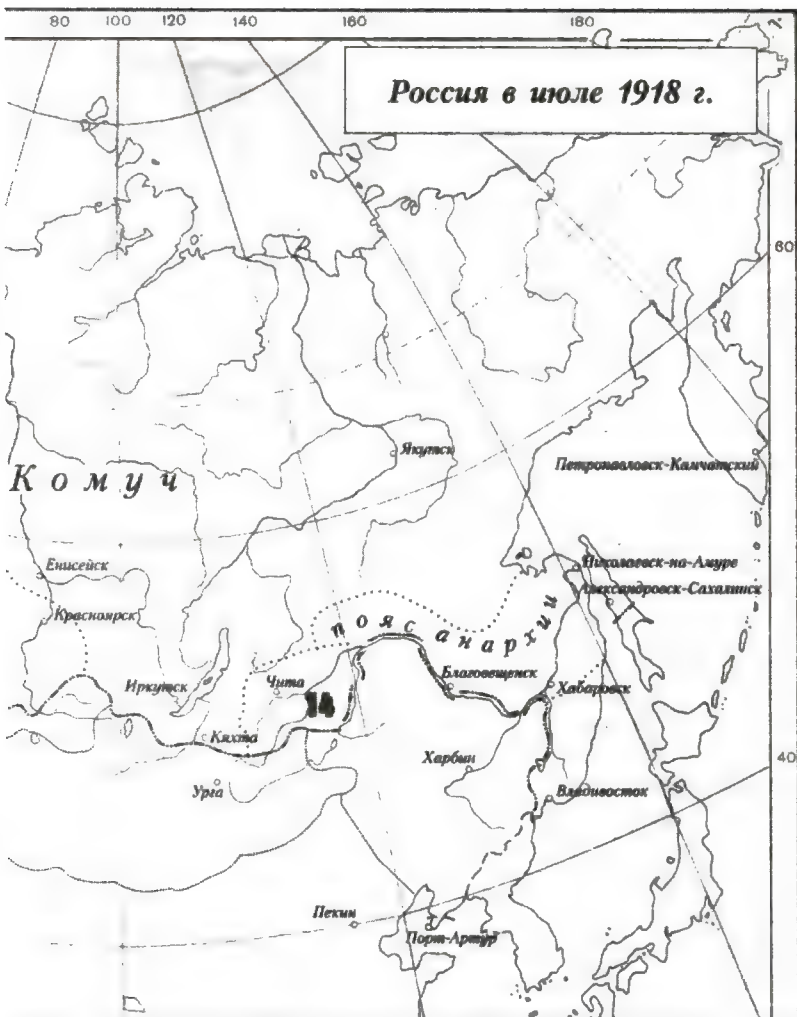 80 100 120 140 160 180
Россия в июле 1918 г.
60°
Якутск
Петропавловск-Камчатский
Комуч
Енисейск
Николаевск-на-Амуре
Александровск-Сахалинск
Красноярск
пояс анархии
Иркутск
Чита
Благовещенск
Хабаровск
14
Кяхта
Харбин
40
Урга
Владивосток
Пекин
Порт-Артур